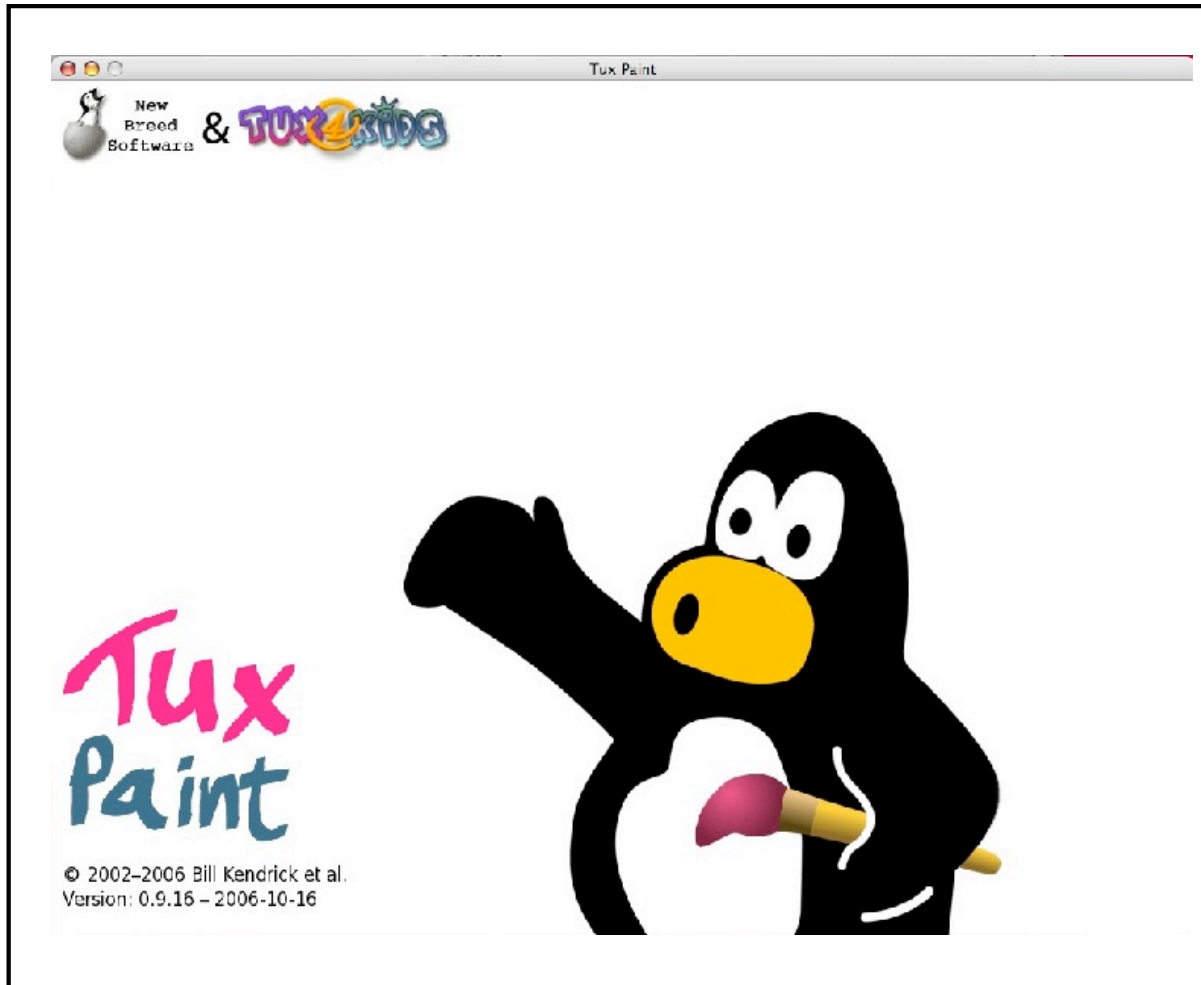 Tux Paint
New
Breed
Software
&
TUX4KIDS
Tux
Paint
© 2002–2006 Bill Kendrick et al.
Version: 0.9.16 – 2006-10-16